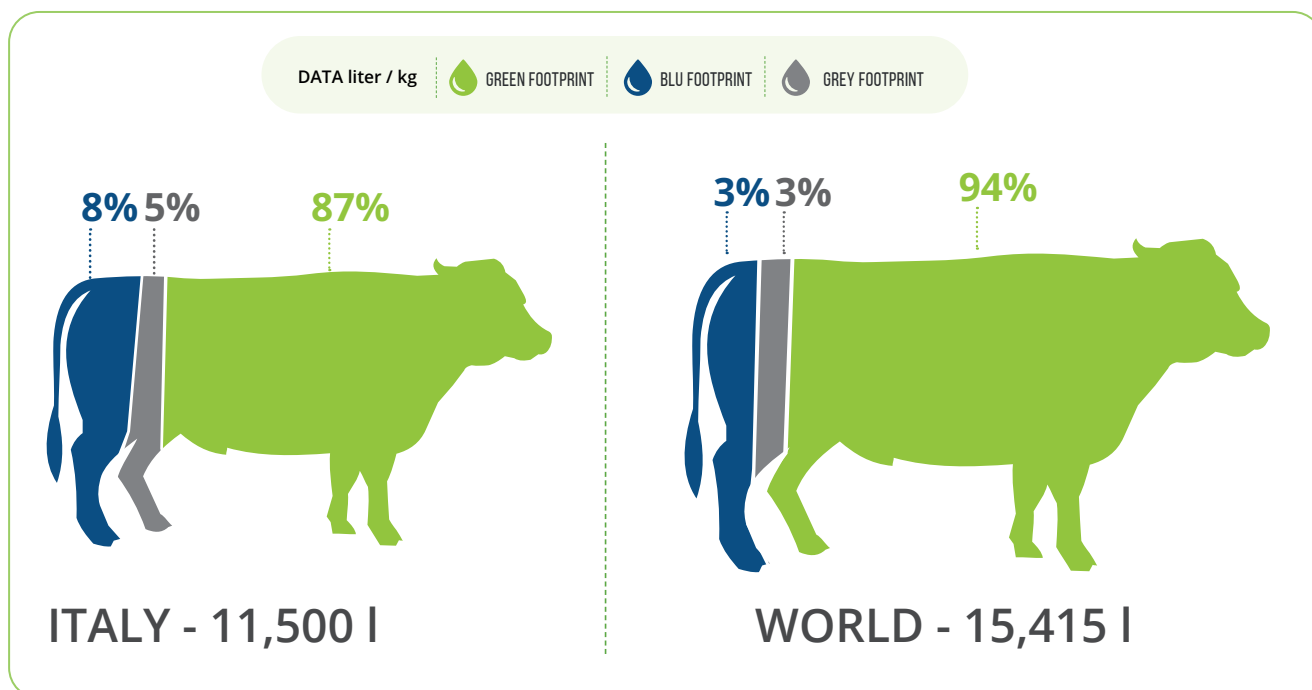 DATA liter / kg
GREEN FOOTPRINT
BLU FOOTPRINT
GREY FOOTPRINT
8% 5% 87%
3% 3% 94%
ITALY - 11,500 l
WORLD - 15,415 l